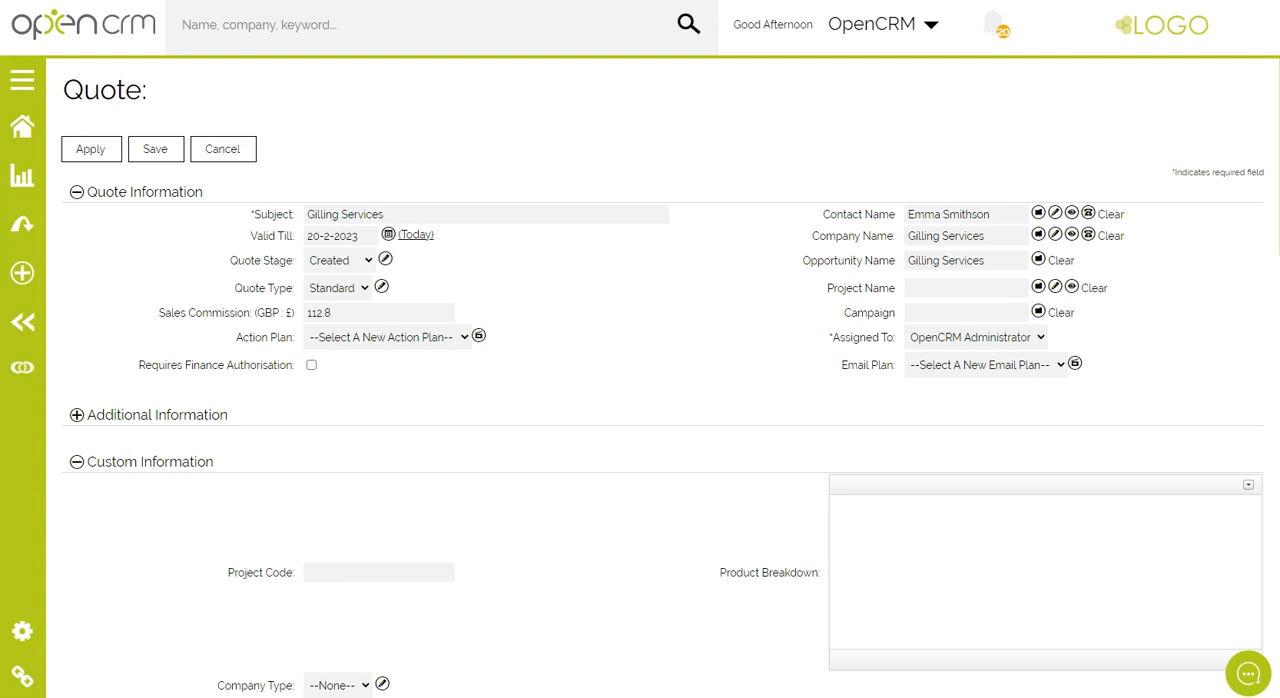 opencrm Name, company, keyword... Good Afternoon OpenCRM 20 LOGO
Quote:
Apply Save Cancel
*Indicates required field
Quote Information
*Subject: Gilling Services Contact Name Emma Smithson Clear
Valid Till: 20-2-2023 (Today) Company Name: Gilling Services Clear
Quote Stage: Created Opportunity Name Gilling Services Clear
Quote Type: Standard Project Name Clear
Sales Commission: (GBP : £) 112.8 Campaign Clear
Action Plan: --Select A New Action Plan-- *Assigned To: OpenCRM Administrator
Requires Finance Authorisation: Email Plan: --Select A New Email Plan--
Additional Information
Custom Information
Project Code: Product Breakdown:
Company Type: --None--